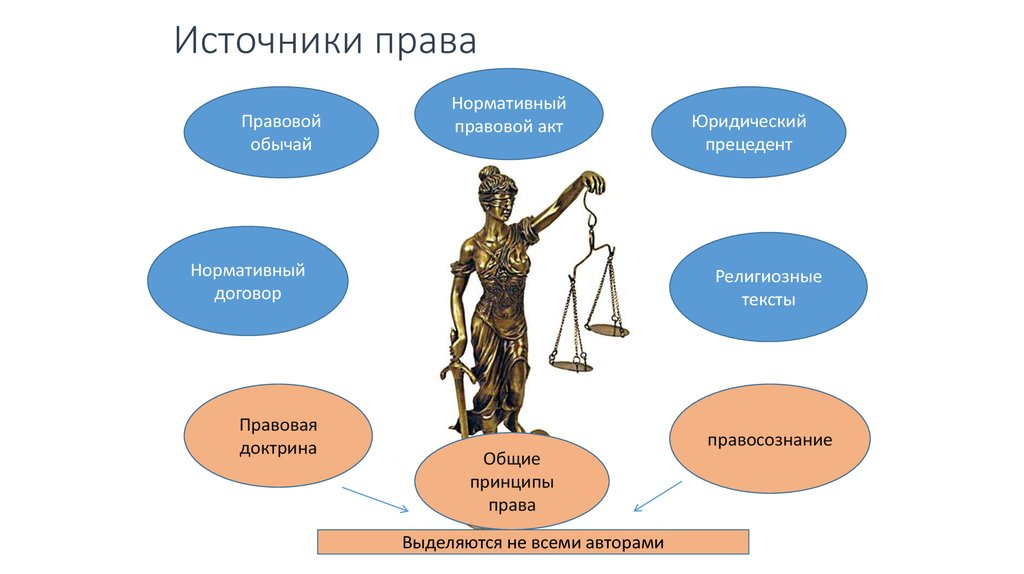 Источники права
Правовой
обычай
Нормативный
правовой акт
Юридический
прецедент
Нормативный
договор
Религиозные
тексты
Правовая
доктрина
Общие
принципы
права
правосознание
Выделяются не всеми авторами